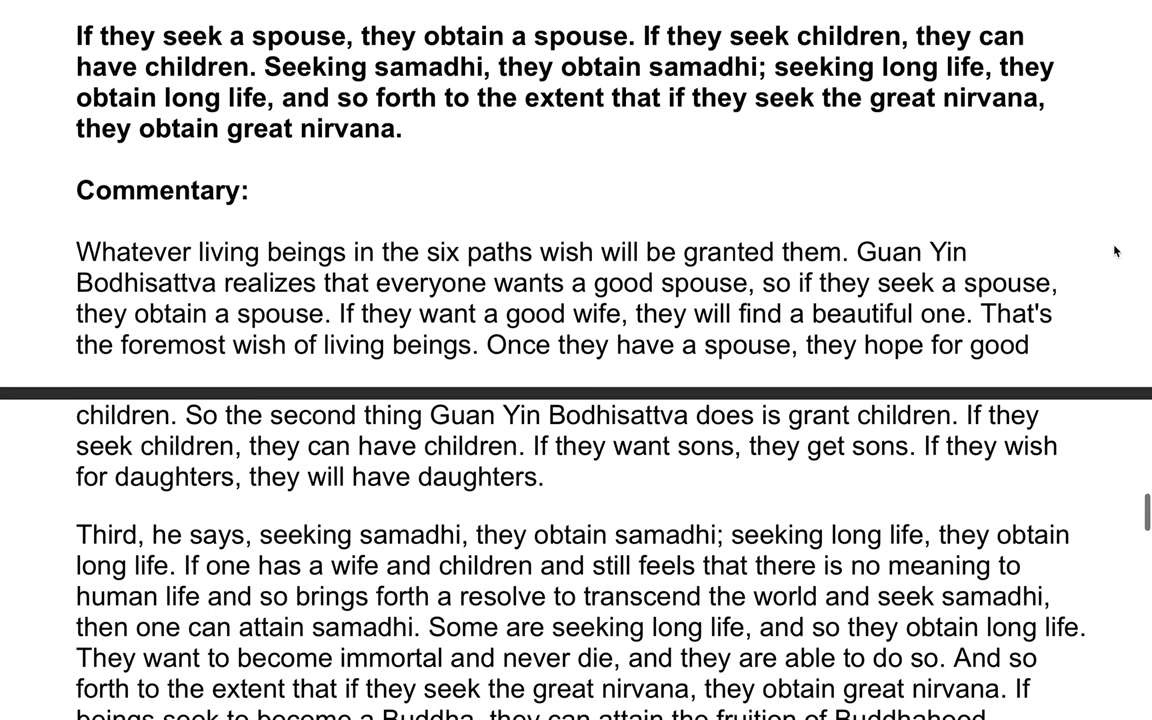 If they seek a spouse, they obtain a spouse. If they seek children, they can
have children. Seeking samadhi, they obtain samadhi; seeking long life, they
obtain long life, and so forth to the extent that if they seek the great nirvana,
they obtain great nirvana.
Commentary:
Whatever living beings in the six paths wish will be granted them. Guan Yin
Bodhisattva realizes that everyone wants a good spouse, so if they seek a spouse,
they obtain a spouse. If they want a good wife, they will find a beautiful one. That's
the foremost wish of living beings. Once they have a spouse, they hope for good
children. So the second thing Guan Yin Bodhisattva does is grant children. If they
seek children, they can have children. If they want sons, they get sons. If they wish
for daughters, they will have daughters.
Third, he says, seeking samadhi, they obtain samadhi; seeking long life, they obtain
long life. If one has a wife and children and still feels that there is no meaning to
human life and so brings forth a resolve to transcend the world and seek samadhi,
then one can attain samadhi. Some are seeking long life, and so they obtain long life.
They want to become immortal and never die, and they are able to do so. And so
forth to the extent that if they seek the great nirvana, they obtain great nirvana. If
beings seek to become a Buddha, they can attain the fruition of Buddhahood.